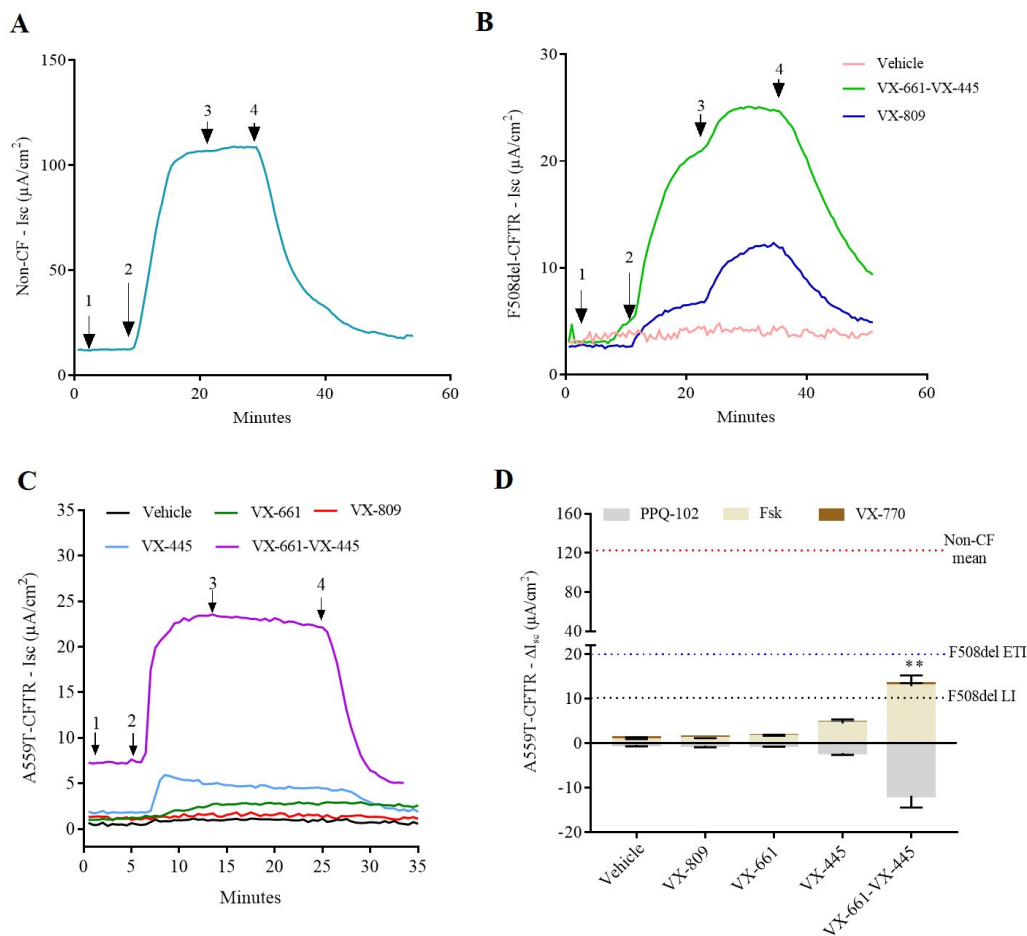 A
Non-CF - Isc (µA/cm²)
150
100
50
0
1
2
3
4
0 20 40 60
Minutes
B
F508del-CFTR - Isc (µA/cm²)
30
20
10
0
1
2
3
4
Vehicle
VX-661-VX-445
VX-809
0 20 40 60
Minutes
C
A559T-CFTR - Isc (µA/cm²)
35
30
25
20
15
10
5
0
Vehicle VX-661 VX-809
VX-445 VX-661-VX-445
1
2
3
4
0 5 10 15 20 25 30 35
Minutes
D
A559T-CFTR - ΔIsc (µA/cm²)
PPQ-102 Fsk VX-770
160
120
80
40
20
10
0
-10
-20
Non-CF
mean
F508del ETI
**
F508del LI
Vehicle
VX-809
VX-661
VX-445
VX-661-VX-445